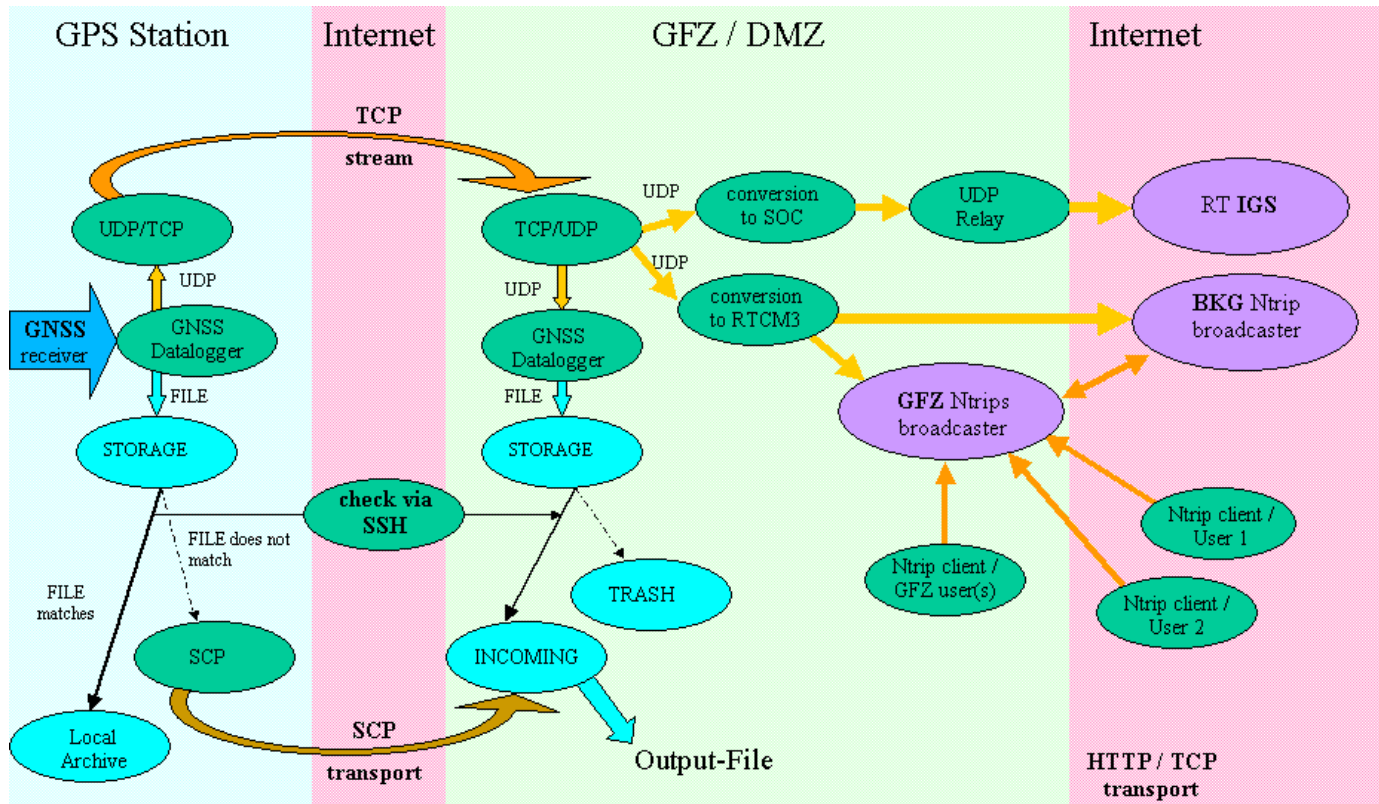 GPS Station
Internet
GFZ / DMZ
Internet
TCP
stream
UDP/TCP
UDP
GNSS
receiver
GNSS
Datalogger
FILE
STORAGE
FILE does not
match
FILE
matches
SCP
Local
Archive
check via
SSH
SCP
transport
TCP/UDP
UDP
GNSS
Datalogger
FILE
STORAGE
TRASH
INCOMING
Output-File
UDP
conversion
to SOC
UDP
Relay
RT IGS
UDP
conversion
to RTCM3
BKG Ntrip
broadcaster
GFZ Ntrips
broadcaster
Ntrip client /
GFZ user(s)
Ntrip client /
User 1
Ntrip client /
User 2
HTTP / TCP
transport